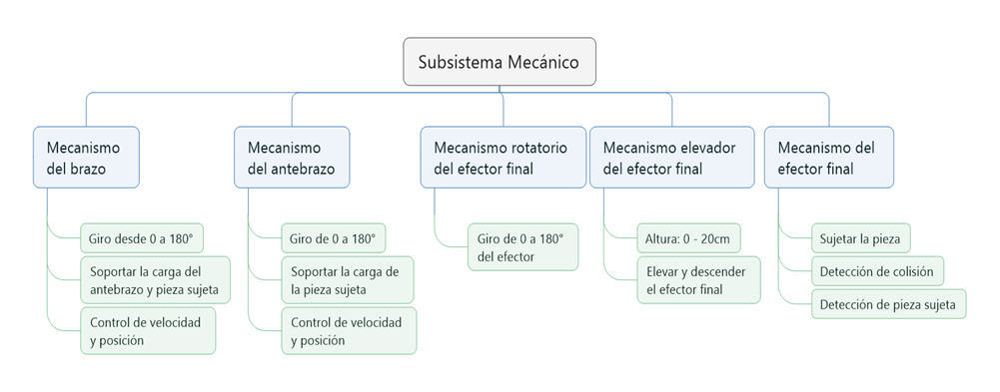 Subsistema Mecánico
Mecanismo
del brazo
Giro desde 0 a 180°
Soportar la carga del
antebrazo y pieza sujeta
Control de velocidad
y posición
Mecanismo
del antebrazo
Giro de 0 a 180°
Soportar la carga de
la pieza sujeta
Control de velocidad
y posición
Mecanismo rotatorio
del efector final
Giro de 0 a 180°
del efector
Mecanismo elevador
del efector final
Altura: 0 - 20cm
Elevar y descender
el efector final
Mecanismo del
efector final
Sujetar la pieza
Detección de colisión
Detección de pieza sujeta